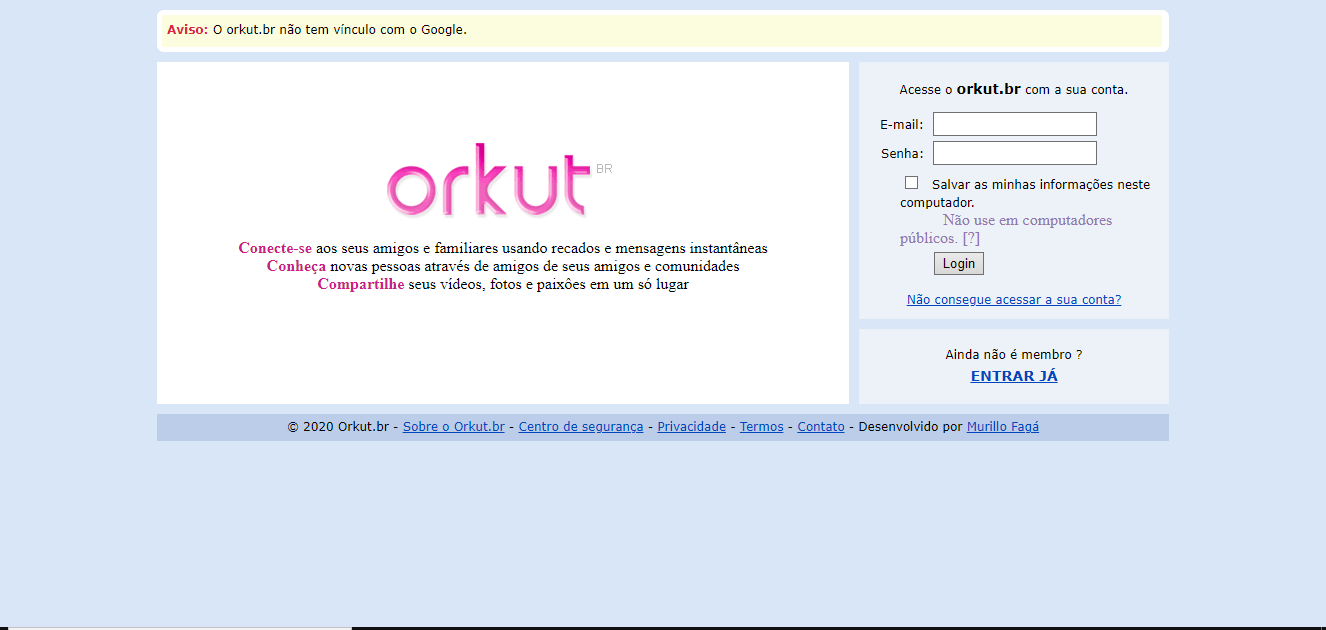 Aviso: O orkut.br não tem vínculo com o Google.
orkut BR
Conecte-se aos seus amigos e familiares usando recados e mensagens instantâneas
Conheça novas pessoas através de amigos de seus amigos e comunidades
Compartilhe seus vídeos, fotos e paixões em um só lugar
Acesse o orkut.br com a sua conta.
E-mail:
Senha:
Salvar as minhas informações neste
computador.
Não use em computadores
públicos. [?]
Login
Não consegue acessar a sua conta?
Ainda não é membro ?
ENTRAR JÁ
© 2020 Orkut.br - Sobre o Orkut.br - Centro de segurança - Privacidade - Termos - Contato - Desenvolvido por Murillo Fagá